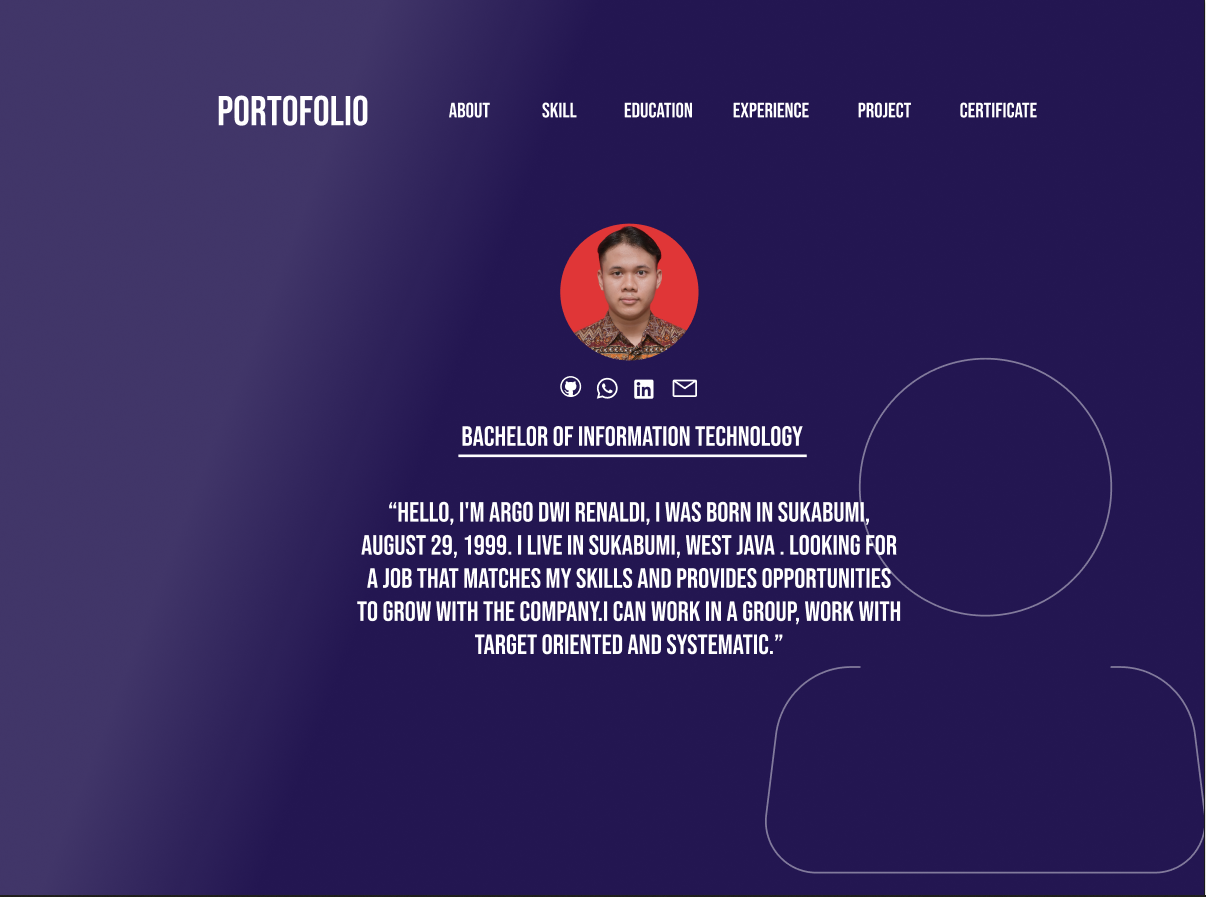 PORTOFOLIO ABOUT SKILL EDUCATION EXPERIENCE PROJECT CERTIFICATE
BACHELOR OF INFORMATION TECHNOLOGY
“HELLO, I'M ARGO DWI RENALDI, I WAS BORN IN SUKABUMI,
AUGUST 29, 1999. I LIVE IN SUKABUMI, WEST JAVA . LOOKING FOR
A JOB THAT MATCHES MY SKILLS AND PROVIDES OPPORTUNITIES
TO GROW WITH THE COMPANY.I CAN WORK IN A GROUP, WORK WITH
TARGET ORIENTED AND SYSTEMATIC.”